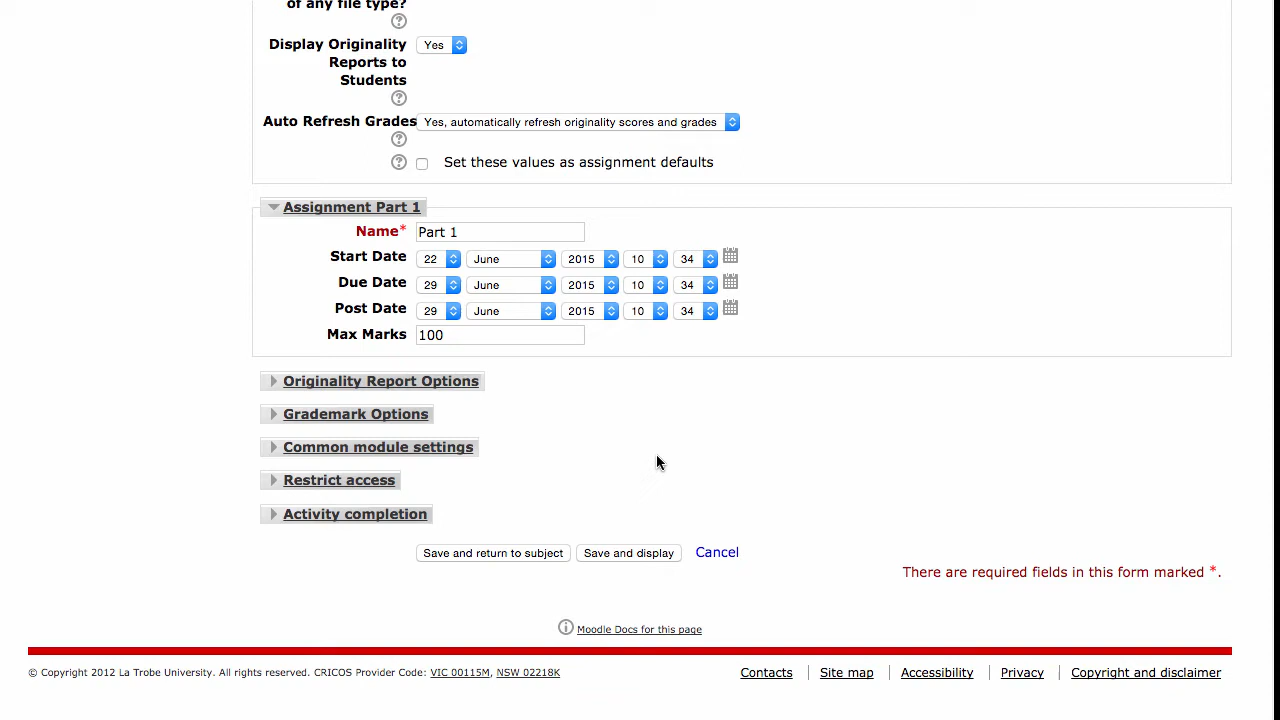 of any file type?
Display Originality Yes
Reports to
Students
Auto Refresh Grades Yes, automatically refresh originality scores and grades
Set these values as assignment defaults
Assignment Part 1
Name* Part 1
Start Date 22 June 2015 10 34
Due Date 29 June 2015 10 34
Post Date 29 June 2015 10 34
Max Marks 100
Originality Report Options
Grademark Options
Common module settings
Restrict access
Activity completion
Save and return to subject Save and display Cancel
There are required fields in this form marked *.
Moodle Docs for this page
© Copyright 2012 La Trobe University. All rights reserved. CRICOS Provider Code: VIC 00115M, NSW 02218K Contacts Site map Accessibility Privacy Copyright and disclaimer